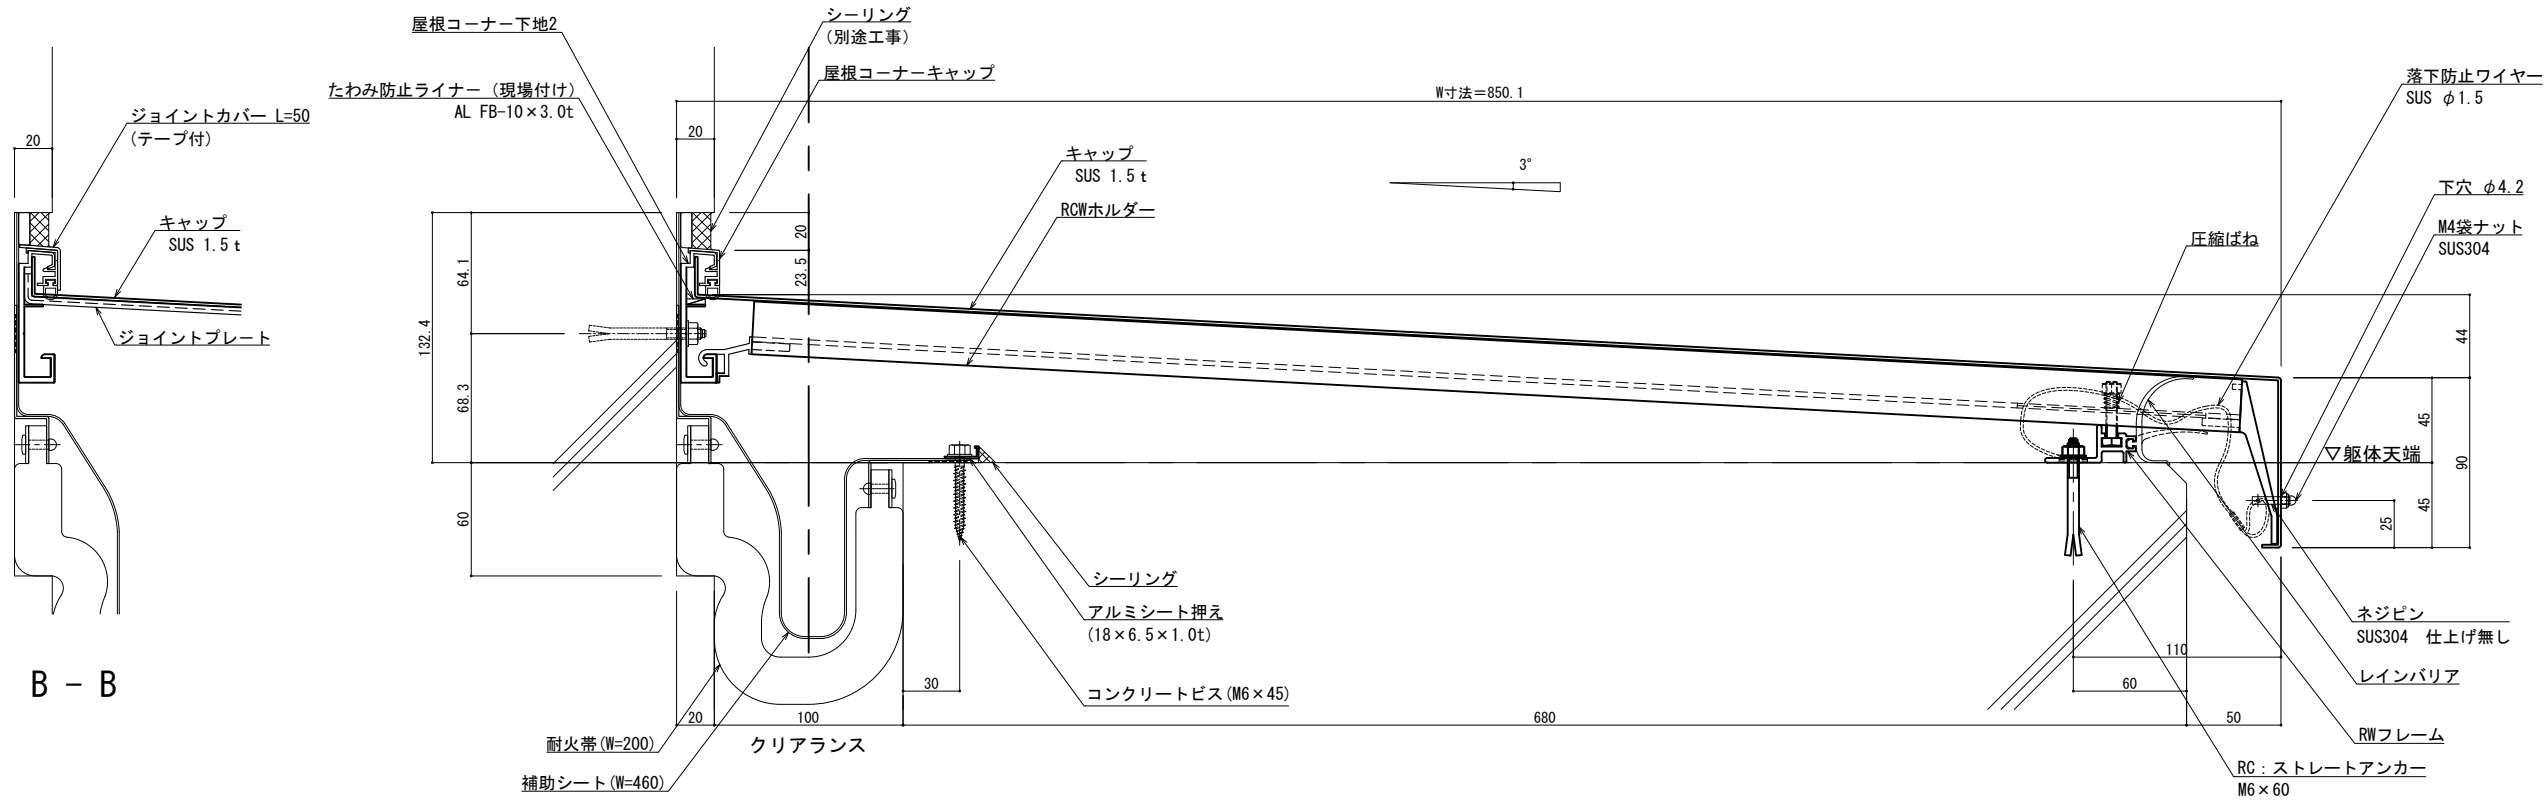 屋根コーナー下地2
シーリング
(別途工事)
屋根コーナーキャップ
たわみ防止ライナー（現場付け）
AL FB-10×3.0t
ジョイントカバー L=50
(テープ付)
20
キャップ
SUS 1.5t
ジョイントプレート
B − B
20
W寸法＝850.1
キャップ
SUS 1.5t
RCWホルダー
3°
落下防止ワイヤー
SUS φ1.5
下穴 φ4.2
M4袋ナット
SUS304
圧縮ばね
20
23.5
64.1
132.4
68.3
60
44
45
90
45
25
▽躯体天端
シーリング
アルミシート押え
(18×6.5×1.0t)
コンクリートビス(M6×45)
30
20
100
クリアランス
680
60
50
110
ネジピン
SUS304 仕上げ無し
レインバリア
RWフレーム
RC：ストレートアンカー
M6×60
耐火帯(W=200)
補助シート(W=460)